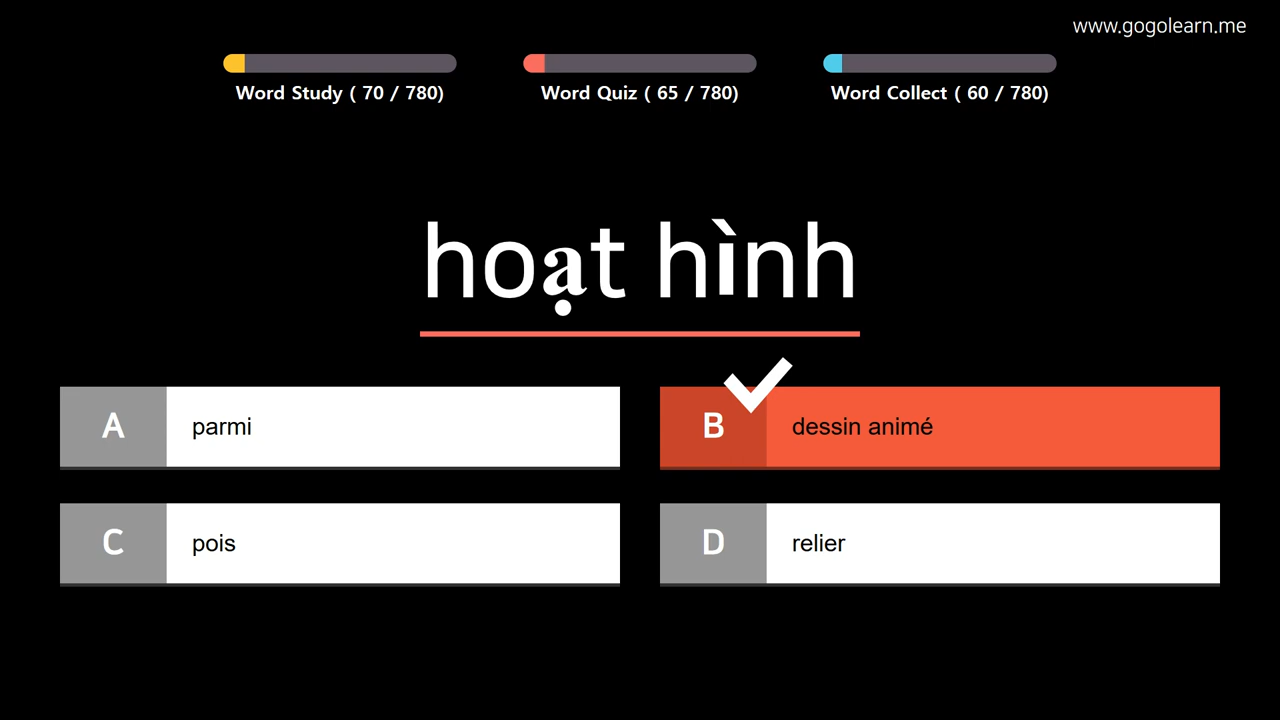 www.gogolearn.me
Word Study ( 70 / 780)
Word Quiz ( 65 / 780)
Word Collect ( 60 / 780)
hoạt hình
A parmi
B dessin animé
C pois
D relier